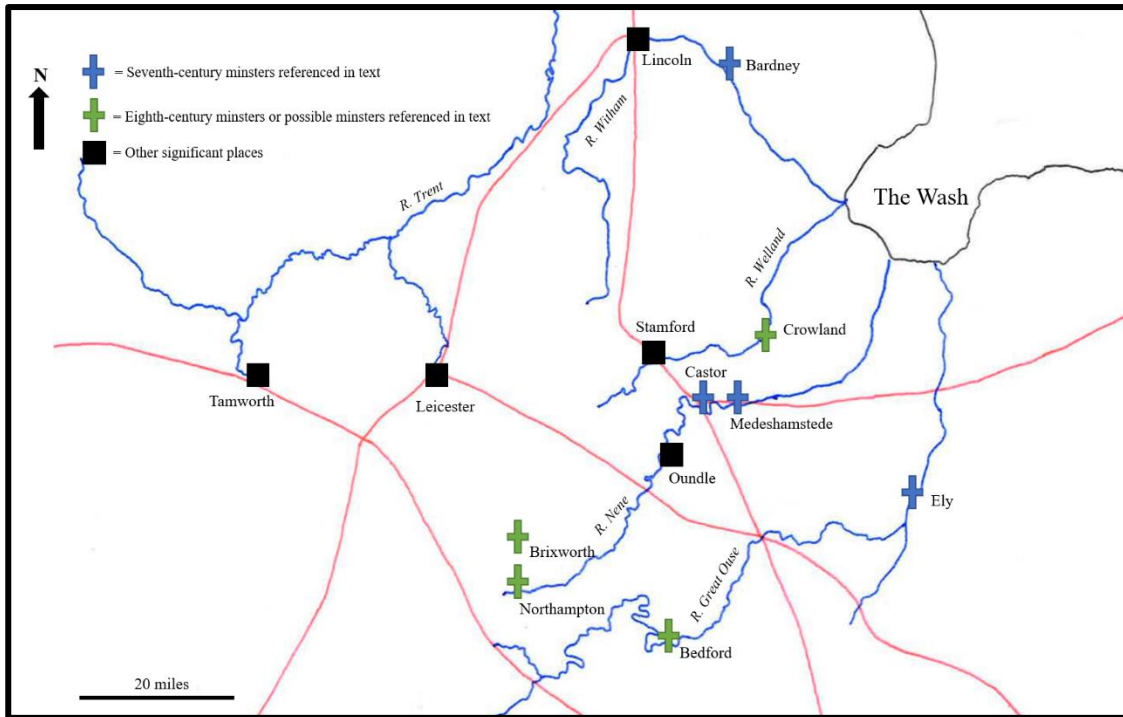 N
= Seventh-century minsters referenced in text
= Eighth-century minsters or possible minsters referenced in text
= Other significant places
Lincoln
Bardney
R. Witham
R. Trent
The Wash
R. Welland
Stamford
Crowland
Castor
Tamworth
Leicester
Medeshamstede
Oundle
R. Nene
Ely
Brixworth
Northampton
R. Great Ouse
Bedford
20 miles